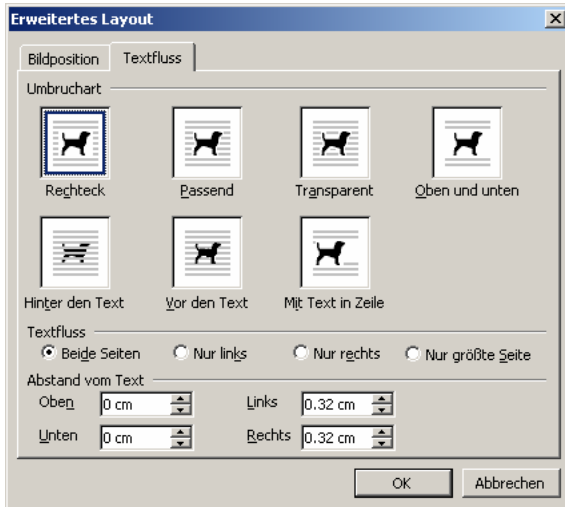 Erweitertes Layout
Bildposition Textfluss
Umbruchart
Rechteck Passend Transparent Oben und unten
Hinter den Text Vor den Text Mit Text in Zeile
Textfluss
Beide Seiten Nur links Nur rechts Nur größte Seite
Abstand vom Text
Oben 0 cm Links 0.32 cm
Unten 0 cm Rechts 0.32 cm
OK Abbrechen